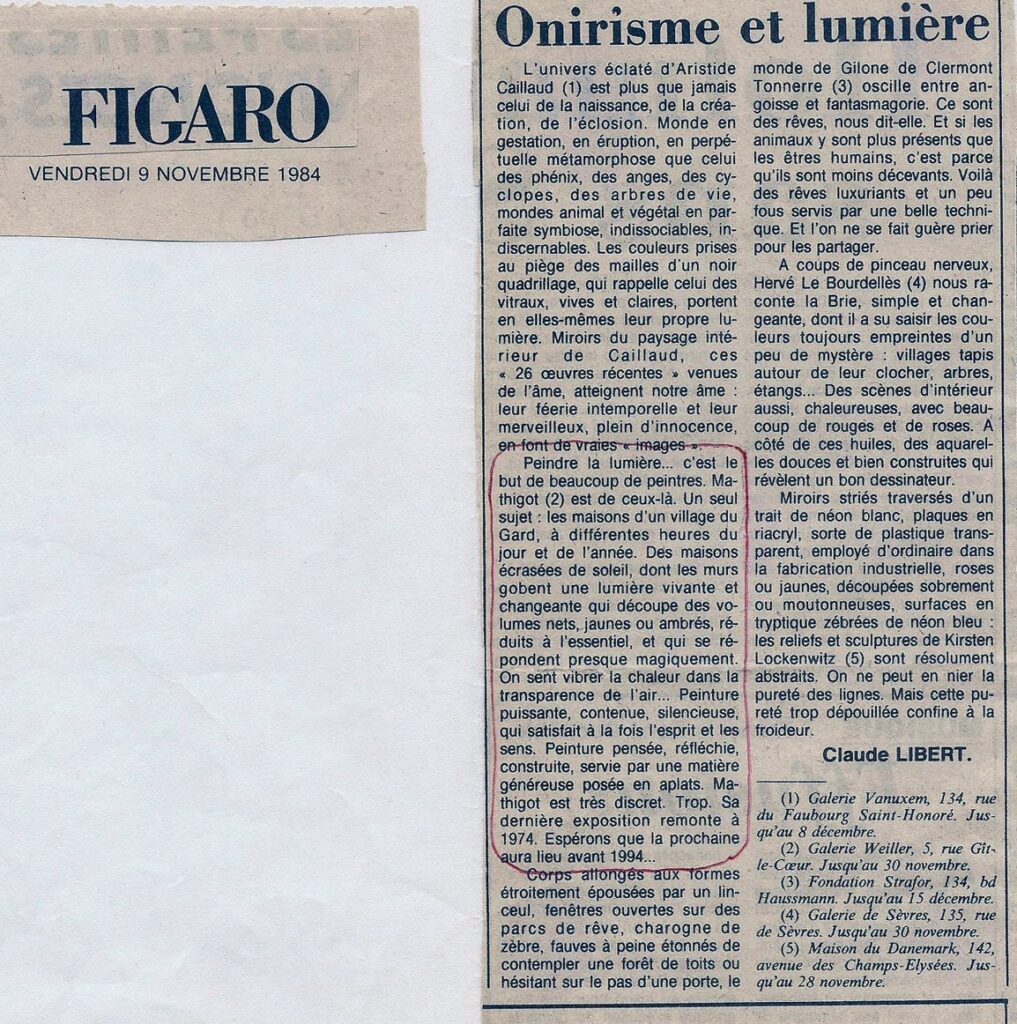 FIGARO
VENDREDI 9 NOVEMBRE 1984
Onirisme et lumière
L'univers éclaté d'Aristide
Caillaud (1) est plus que jamais
celui de la naissance, de la créa-
tion, de l'éclosion. Monde en
gestation, en éruption, en perpé-
tuelle métamorphose que celui
des phénix, des anges, des cy-
clopes, des arbres de vie,
mondes animal et végétal en par-
faite symbiose, indissociables, in-
discernables. Les couleurs prises
au piège des mailles d'un noir
quadrillage, qui rappelle celui des
vitraux, vives et claires, portent
en elles-mêmes leur propre lu-
mière. Miroirs du paysage inté-
rieur de Caillaud, ces
« 26 œuvres récentes » venues
de l'âme, atteignent notre âme :
leur féerie intemporelle et leur
merveilleux, plein d'innocence,
en font de vraies « images ».
Peindre la lumière... c'est le
but de beaucoup de peintres. Ma-
thigot (2) est de ceux-là. Un seul
sujet : les maisons d'un village du
Gard, à différentes heures du
jour et de l'année. Des maisons
écrasées de soleil, dont les murs
gobent une lumière vivante et
changeante qui découpe des vo-
lumes nets, jaunes ou ambrés, ré-
duits à l'essentiel, et qui se ré-
pondent presque magiquement.
On sent vibrer la chaleur dans la
transparence de l'air... Peinture
puissante, contenue, silencieuse,
qui satisfait à la fois l'esprit et les
sens. Peinture pensée, réfléchie,
construite, servie par une matière
généreuse posée en aplats. Ma-
thigot est très discret. Trop. Sa
dernière exposition remonte à
1974. Espérons que la prochaine
aura lieu avant 1994...
Corps allongés aux formes
étroitement épousées par un lin-
ceul, fenêtres ouvertes sur des
parcs de rêve, charogne de
zèbre, fauves à peine étonnés de
contempler une forêt de toits ou
hésitant sur le pas d'une porte, le
monde de Gilone de Clermont
Tonnerre (3) oscille entre an-
goisse et fantasmagorie. Ce sont
des rêves, nous dit-elle. Et si les
animaux y sont plus présents que
les êtres humains, c'est parce
qu'ils sont moins décevants. Voilà
des rêves luxuriants et un peu
fous servis par une belle techni-
que. Et l'on ne se fait guère prier
pour les partager.
A coups de pinceau nerveux,
Hervé Le Bourdellès (4) nous ra-
conte la Brie, simple et chan-
geante, dont il a su saisir les cou-
leurs toujours empreintes d'un
peu de mystère : villages tapis
autour de leur clocher, arbres,
étangs... Des scènes d'intérieur
aussi, chaleureuses, avec beau-
coup de rouges et de roses. A
côté de ces huiles, des aquarel-
les douces et bien construites qui
révèlent un bon dessinateur.
Miroirs striés traversés d'un
trait de néon blanc, plaques en
riacryl, sorte de plastique trans-
parent, employé d'ordinaire dans
la fabrication industrielle, roses
ou jaunes, découpées sobrement
ou moutonneuses, surfaces en
tryptique zébrées de néon bleu :
les reliefs et sculptures de Kirsten
Lockenwitz (5) sont résolument
abstraits. On ne peut en nier la
pureté des lignes. Mais cette pu-
reté trop dépouillée confine à la
froideur.
Claude LIBERT.
(1) Galerie Vanuxem, 134, rue
du Faubourg Saint-Honoré. Jus-
qu'au 8 décembre.
(2) Galerie Weiller, 5, rue Gît-
le-Cœur. Jusqu'au 30 novembre.
(3) Fondation Strafor, 134, bd
Haussmann. Jusqu'au 15 décembre.
(4) Galerie de Sèvres, 135, rue
de Sèvres. Jusqu'au 30 novembre.
(5) Maison du Danemark, 142,
avenue des Champs-Elysées. Jus-
qu'au 28 novembre.